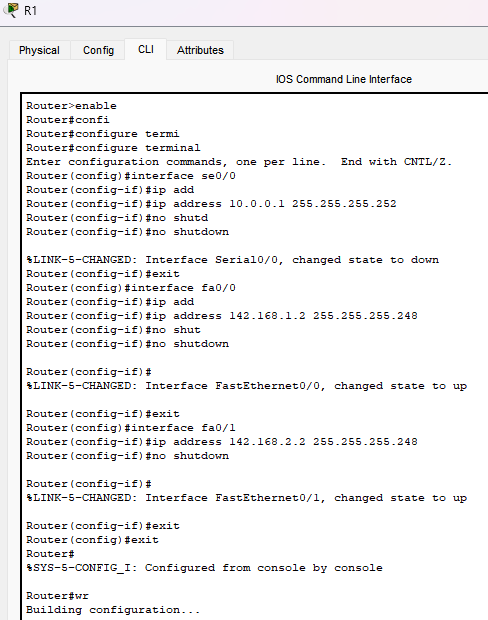 R1
Physical Config CLI Attributes
IOS Command Line Interface
Router>enable
Router#confi
Router#configure termi
Router#configure terminal
Enter configuration commands, one per line.  End with CNTL/Z.
Router(config)#interface se0/0
Router(config-if)#ip add
Router(config-if)#ip address 10.0.0.1 255.255.255.252
Router(config-if)#no shutd
Router(config-if)#no shutdown
%LINK-5-CHANGED: Interface Serial0/0, changed state to down
Router(config-if)#exit
Router(config)#interface fa0/0
Router(config-if)#ip add
Router(config-if)#ip address 142.168.1.2 255.255.255.248
Router(config-if)#no shut
Router(config-if)#no shutdown
Router(config-if)#
%LINK-5-CHANGED: Interface FastEthernet0/0, changed state to up
Router(config-if)#exit
Router(config)#interface fa0/1
Router(config-if)#ip address 142.168.2.2 255.255.255.248
Router(config-if)#no shutdown
Router(config-if)#
%LINK-5-CHANGED: Interface FastEthernet0/1, changed state to up
Router(config-if)#exit
Router(config)#exit
Router#
%SYS-5-CONFIG_I: Configured from console by console
Router#wr
Building configuration...